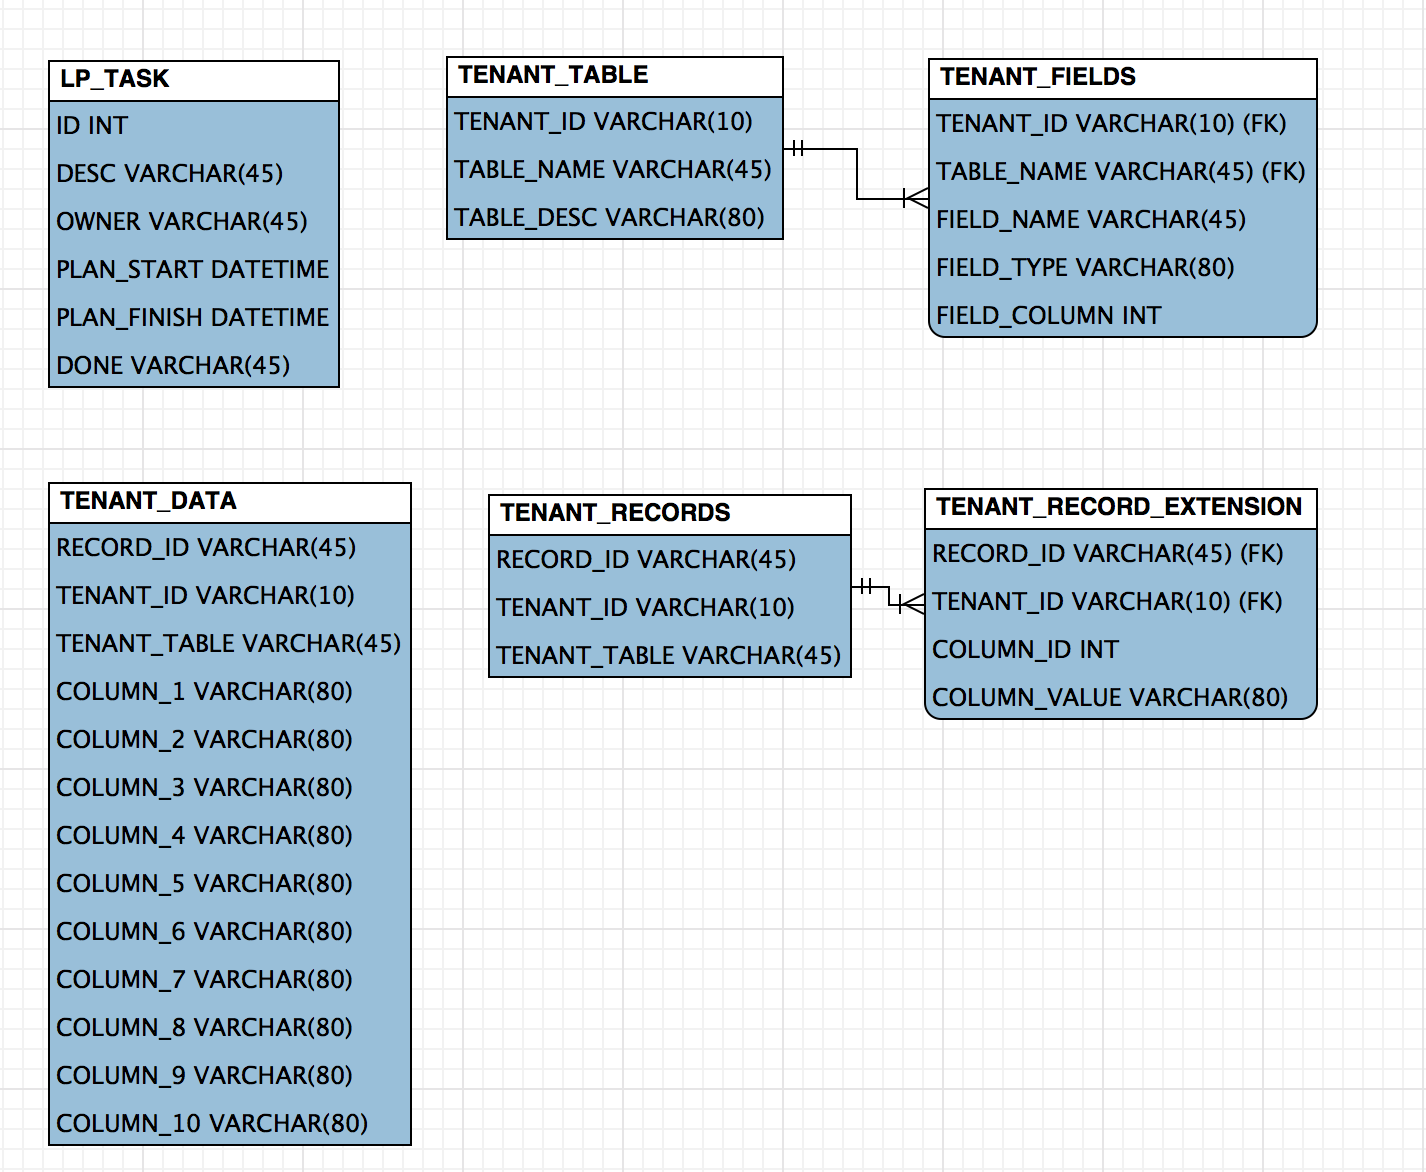 LP_TASK
ID INT
DESC VARCHAR(45)
OWNER VARCHAR(45)
PLAN_START DATETIME
PLAN_FINISH DATETIME
DONE VARCHAR(45)
TENANT_TABLE
TENANT_ID VARCHAR(10)
TABLE_NAME VARCHAR(45)
TABLE_DESC VARCHAR(80)
TENANT_FIELDS
TENANT_ID VARCHAR(10) (FK)
TABLE_NAME VARCHAR(45) (FK)
FIELD_NAME VARCHAR(45)
FIELD_TYPE VARCHAR(80)
FIELD_COLUMN INT
TENANT_DATA
RECORD_ID VARCHAR(45)
TENANT_ID VARCHAR(10)
TENANT_TABLE VARCHAR(45)
COLUMN_1 VARCHAR(80)
COLUMN_2 VARCHAR(80)
COLUMN_3 VARCHAR(80)
COLUMN_4 VARCHAR(80)
COLUMN_5 VARCHAR(80)
COLUMN_6 VARCHAR(80)
COLUMN_7 VARCHAR(80)
COLUMN_8 VARCHAR(80)
COLUMN_9 VARCHAR(80)
COLUMN_10 VARCHAR(80)
TENANT_RECORDS
RECORD_ID VARCHAR(45)
TENANT_ID VARCHAR(10)
TENANT_TABLE VARCHAR(45)
TENANT_RECORD_EXTENSION
RECORD_ID VARCHAR(45) (FK)
TENANT_ID VARCHAR(10) (FK)
COLUMN_ID INT
COLUMN_VALUE VARCHAR(80)